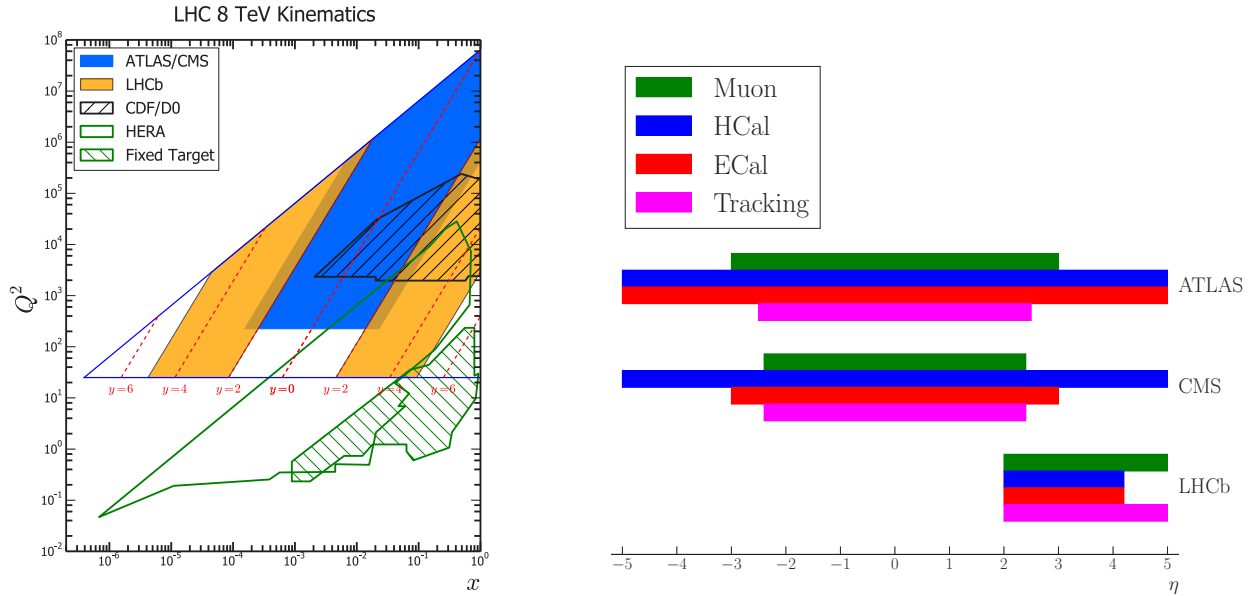 LHC 8 TeV Kinematics
ATLAS/CMS
LHCb
CDF/D0
HERA
Fixed Target
10^8
10^7
10^6
10^5
10^4
10^3
10^2
10^1
10^0
10^-1
10^-2
Q^2
y=6 y=4 y=2 y=0 y=2 y=4 y=6
10^-6 10^-5 10^-4 10^-3 10^-2 10^-1 10^0
x
Muon
HCal
ECal
Tracking
ATLAS
CMS
LHCb
−5 −4 −3 −2 −1 0 1 2 3 4 5
η